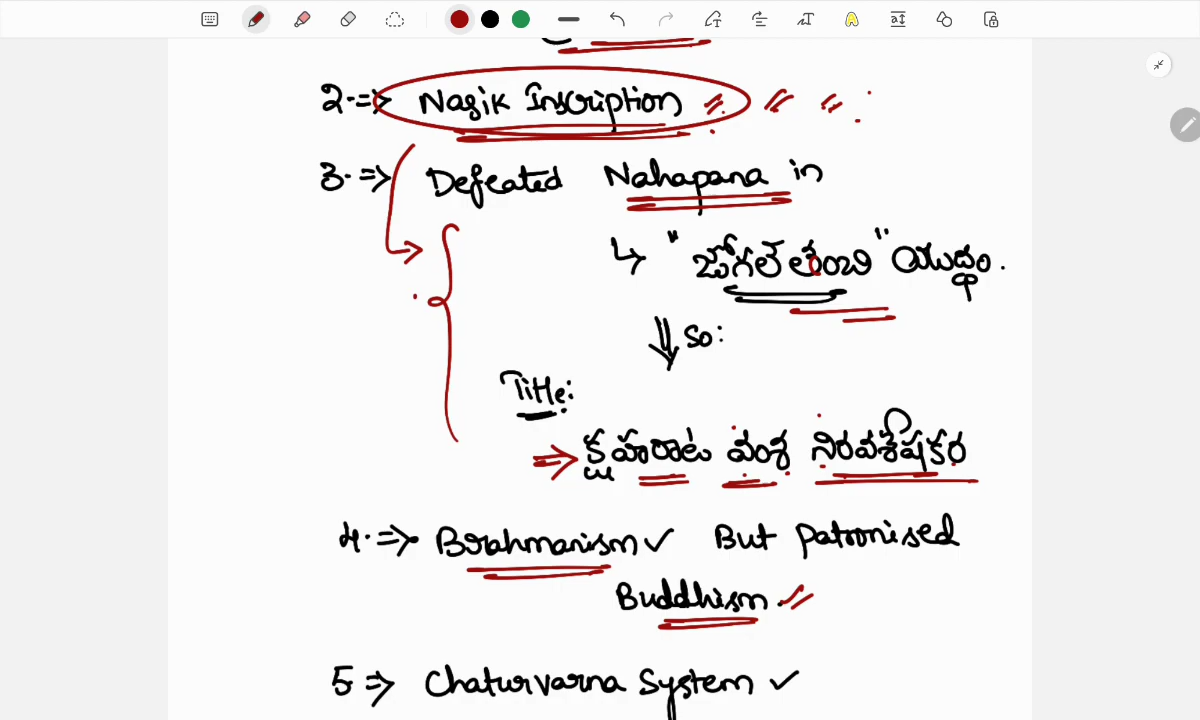 2. => Nasik Inscription
3. => Defeated Nahapana in
↳ "జోగల్ తంబి" యుద్ధం.
⇓ so:
Title:
=> క్షహరాట వంశ నిరవశేషకర
4. => Brahmanism ✓ But Patronised
Buddhism.
5 => Chaturvarna System ✓